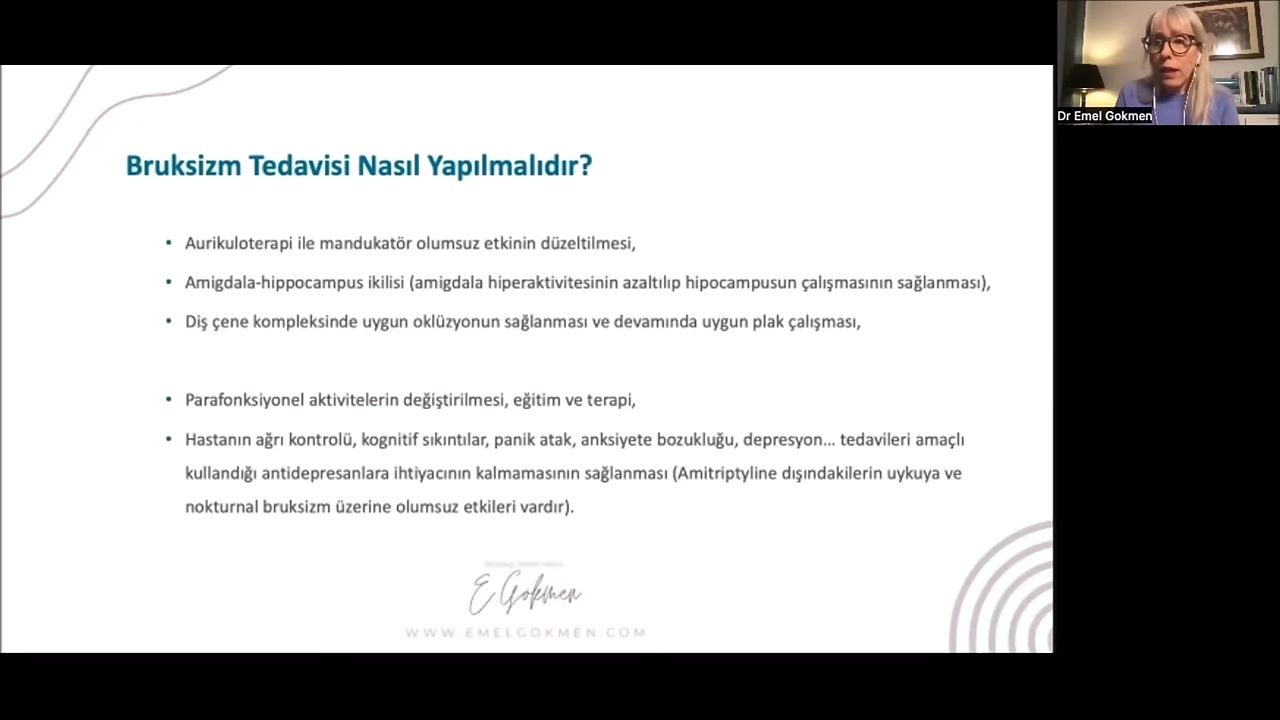 Bruksizm Tedavisi Nasıl Yapılmalıdır?
• Aurikuloterapi ile mandukatör olumsuz etkinin düzeltilmesi,
• Amigdala-hippocampus ikilisi (amigdala hiperaktivitesinin azaltılıp hipocampusun çalışmasının sağlanması),
• Diş çene kompleksinde uygun oklüzyonun sağlanması ve devamında uygun plak çalışması,
• Parafonksiyonel aktivitelerin değiştirilmesi, eğitim ve terapi,
• Hastanın ağrı kontrolü, kognitif sıkıntılar, panik atak, anksiyete bozukluğu, depresyon... tedavileri amaçlı
kullandığı antidepresanlara ihtiyacının kalmamasının sağlanması (Amitriptyline dışındakilerin uykuya ve
nokturnal bruksizm üzerine olumsuz etkileri vardır).
E Gokmen
WWW.EMELGOKMEN.COM
Dr Emel Gokmen